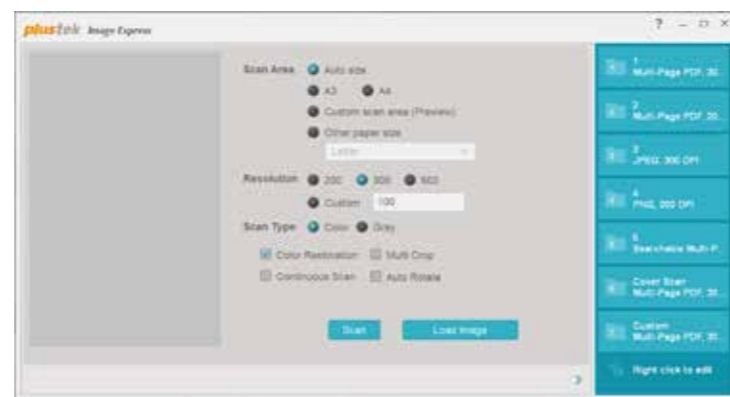 plustek Image Express
? – □ ×
Scan Area Auto size
A3 A4
Custom scan area (Preview)
Other paper size
Letter
Resolution 200 300 600
Custom 100
Scan Type Color Gray
Color Restoration Multi Crop
Continuous Scan Auto Rotate
Scan Load Image
1
Multi-Page PDF, 30..
2
Multi-Page PDF, 20..
3
JPEG, 300 DPI
4
PNG, 300 DPI
5
Searchable Multi-P..
Cover Scan
Multi-Page PDF, 30..
Custom
Multi-Page PDF, 30..
Right click to edit